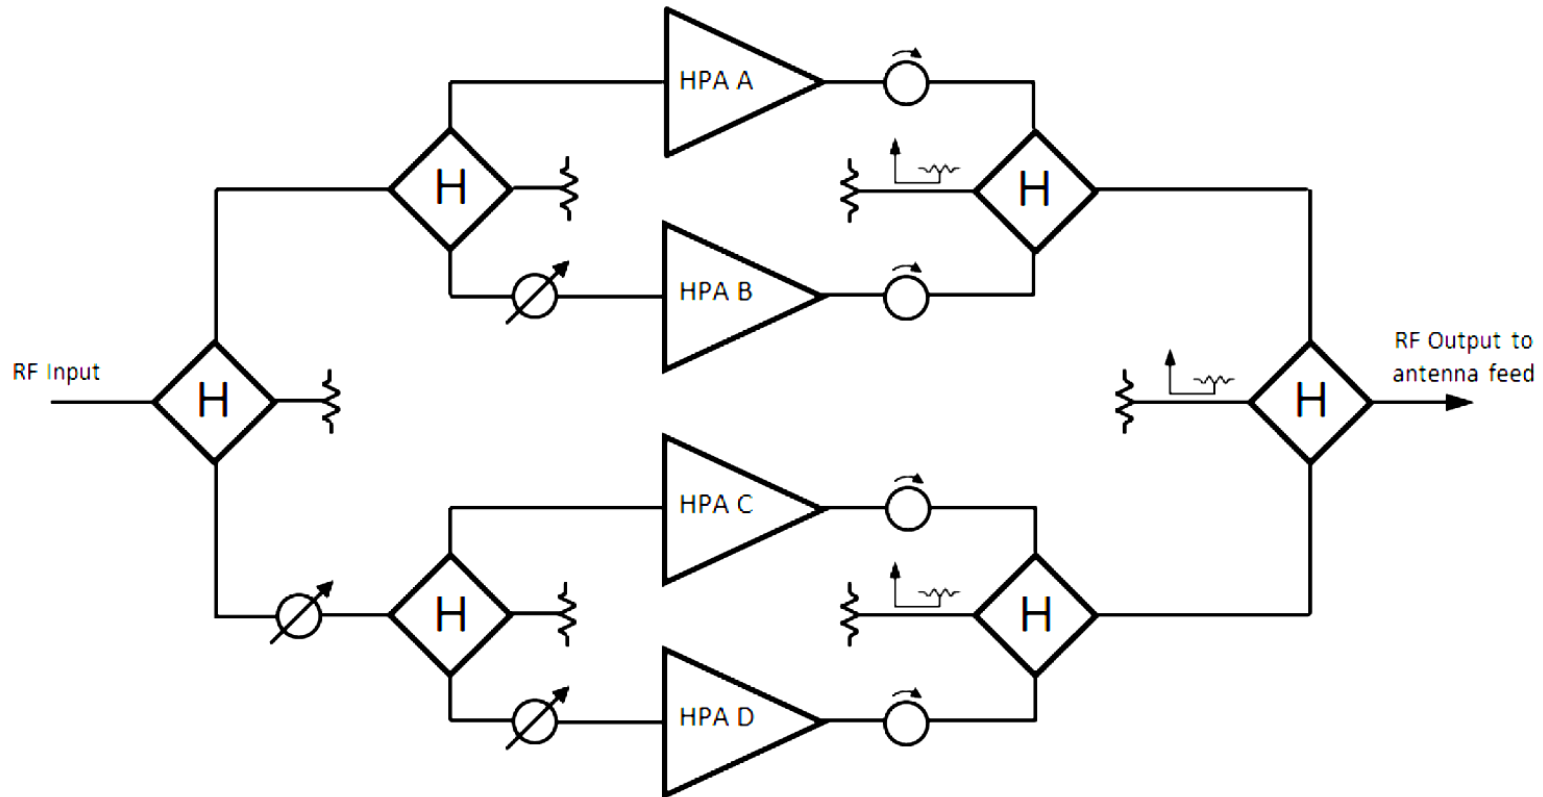 HPA A
H
H
HPA B
H
RF Input
H
RF Output to
antenna feed
H
HPA C
H
H
HPA D